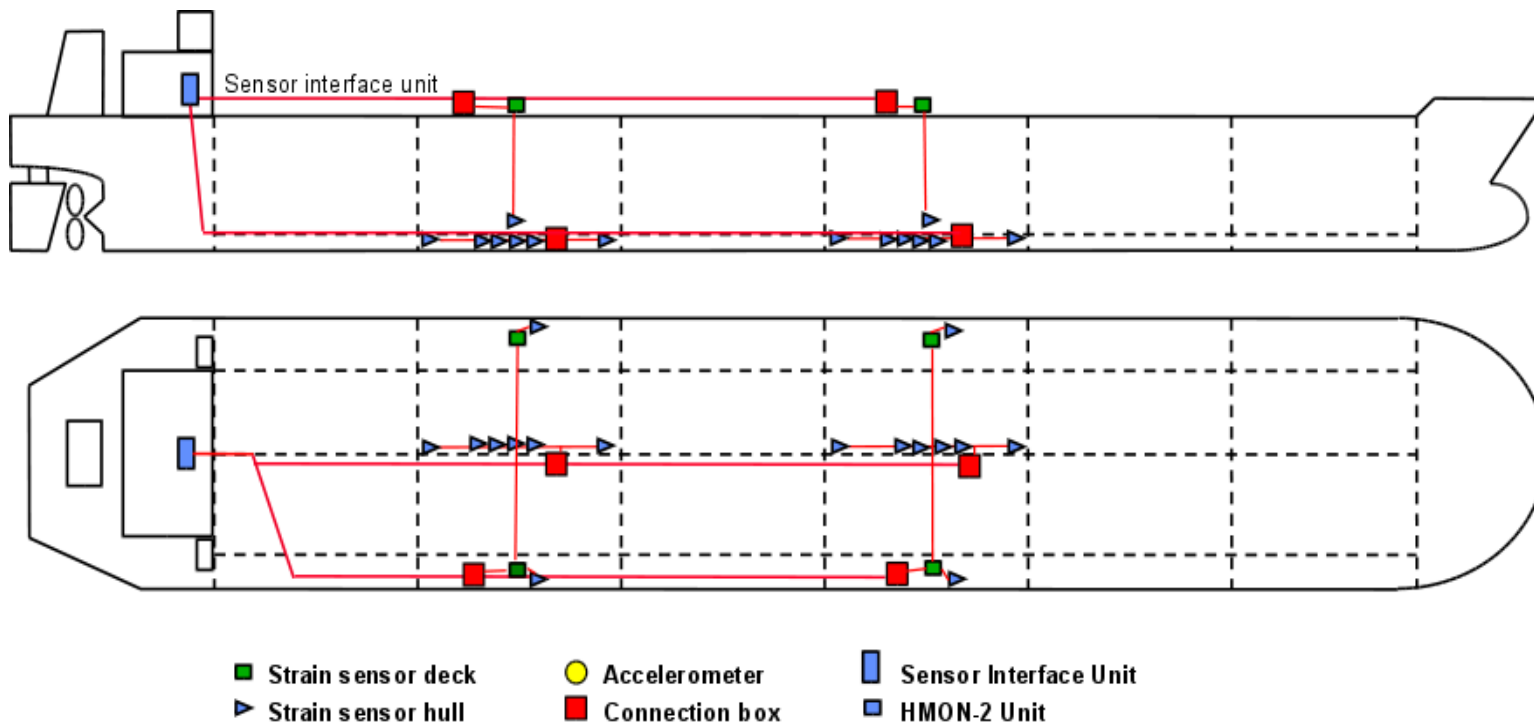 Sensor interface unit
Strain sensor deck
Accelerometer
Sensor Interface Unit
Strain sensor hull
Connection box
HMON-2 Unit